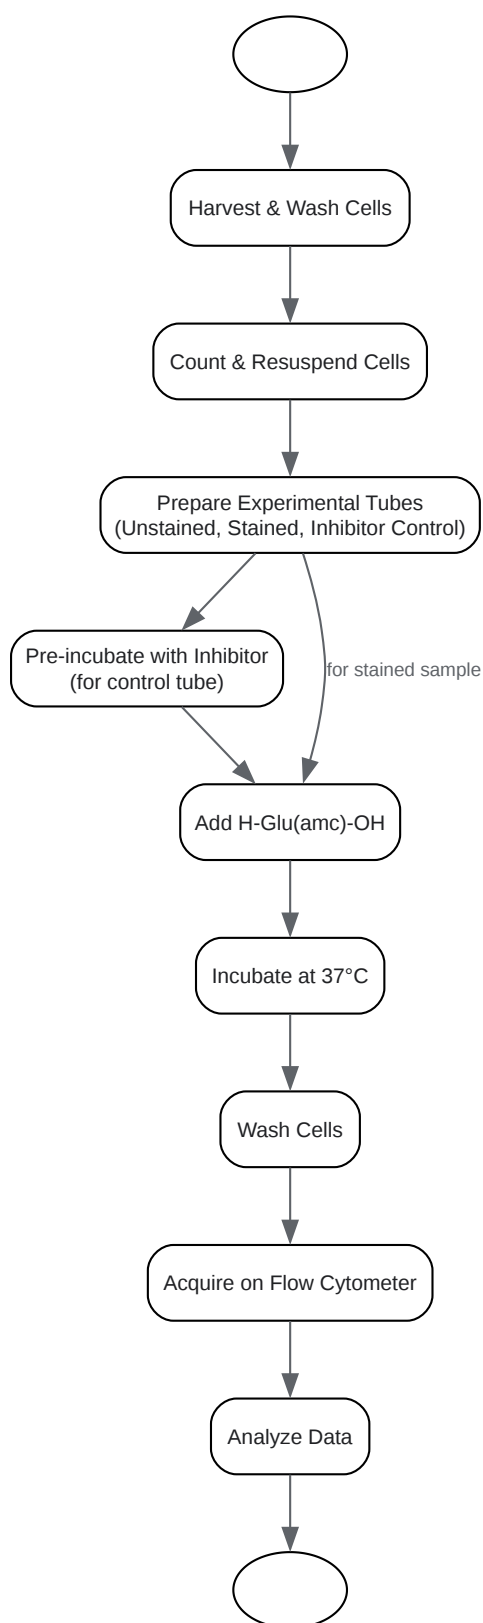 Harvest & Wash Cells
Count & Resuspend Cells
Prepare Experimental Tubes
(Unstained, Stained, Inhibitor Control)
Pre-incubate with Inhibitor
(for control tube)
for stained sample
Add H-Glu(amc)-OH
Incubate at 37°C
Wash Cells
Acquire on Flow Cytometer
Analyze Data